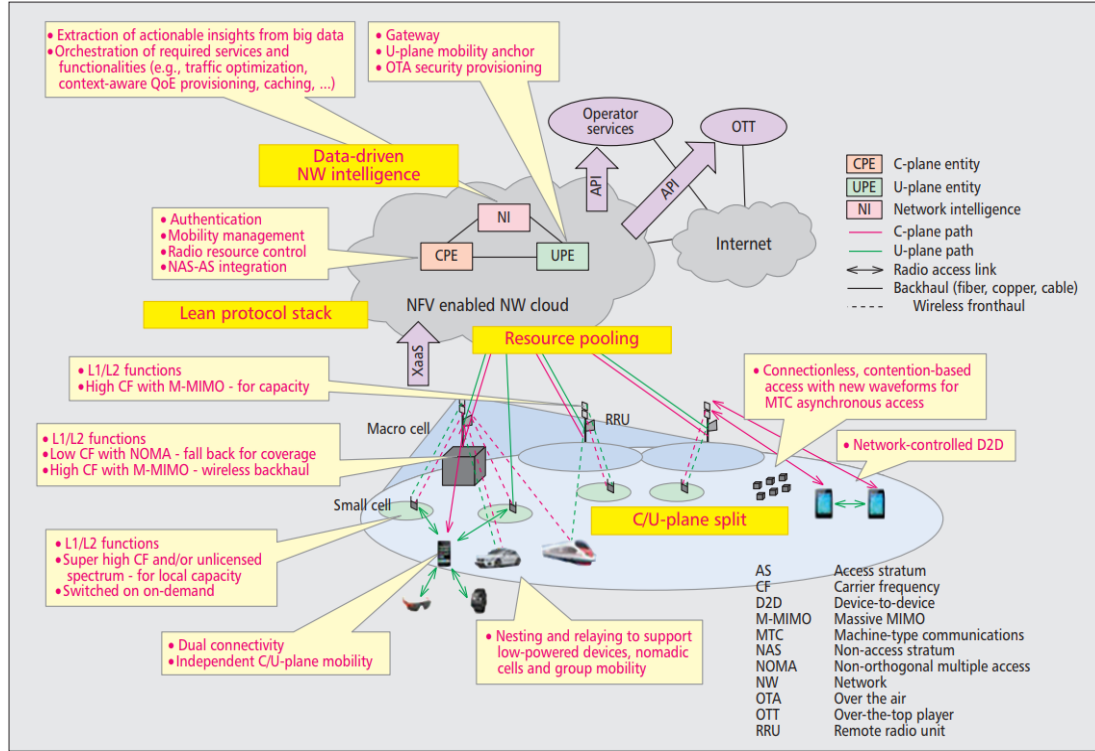 • Extraction of actionable insights from big data
• Orchestration of required services and
functionalities (e.g., traffic optimization,
context-aware QoE provisioning, caching, ...)
• Gateway
• U-plane mobility anchor
• OTA security provisioning
Operator
services
OTT
Data-driven
NW intelligence
API
API
CPE C-plane entity
UPE U-plane entity
NI Network intelligence
C-plane path
U-plane path
Radio access link
Backhaul (fiber, copper, cable)
Wireless fronthaul
• Authentication
• Mobility management
• Radio resource control
• NAS-AS integration
NI
CPE
UPE
Internet
NFV enabled NW cloud
Lean protocol stack
Resource pooling
XaaS
• L1/L2 functions
• High CF with M-MIMO - for capacity
• Connectionless, contention-based
access with new waveforms for
MTC asynchronous access
Macro cell
RRU
• L1/L2 functions
• Low CF with NOMA - fall back for coverage
• High CF with M-MIMO - wireless backhaul
• Network-controlled D2D
Small cell
C/U-plane split
• L1/L2 functions
• Super high CF and/or unlicensed
spectrum - for local capacity
• Switched on on-demand
• Dual connectivity
• Independent C/U-plane mobility
• Nesting and relaying to support
low-powered devices, nomadic
cells and group mobility
AS Access stratum
CF Carrier frequency
D2D Device-to-device
M-MIMO Massive MIMO
MTC Machine-type communications
NAS Non-access stratum
NOMA Non-orthogonal multiple access
NW Network
OTA Over the air
OTT Over-the-top player
RRU Remote radio unit